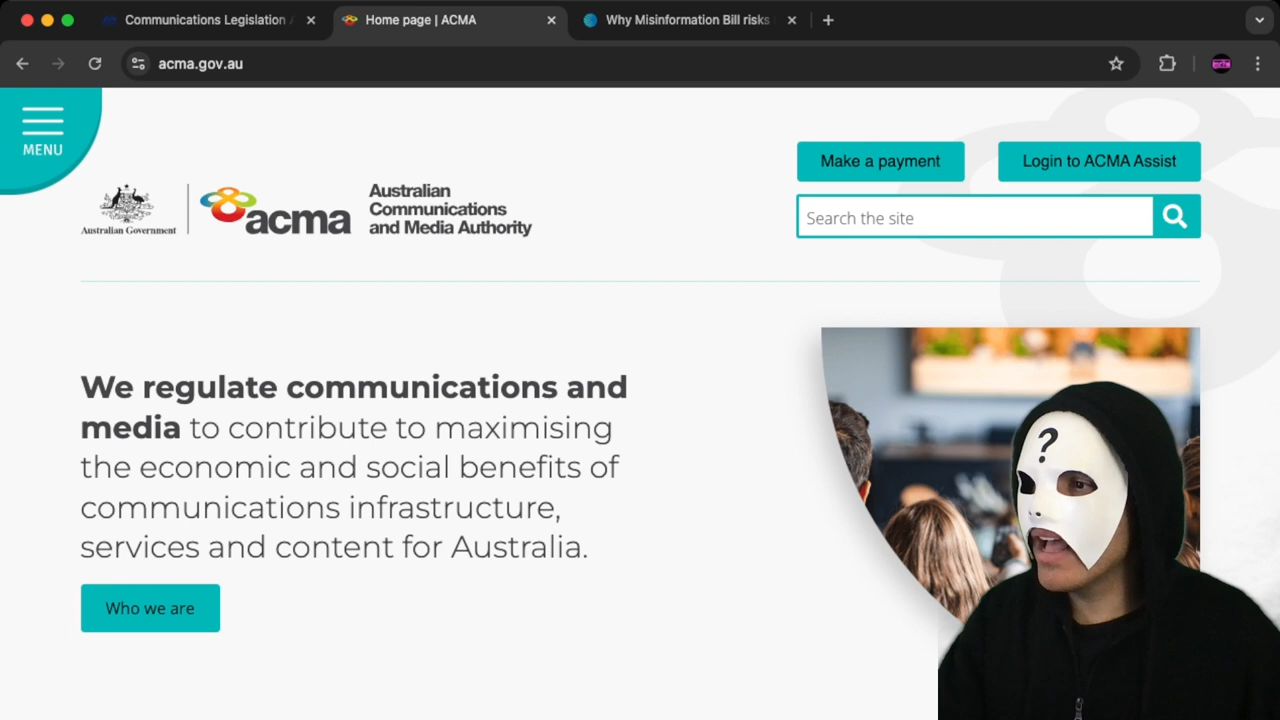 Communications Legislation
Home page | ACMA
Why Misinformation Bill risks
acma.gov.au
MENU
Make a payment
Login to ACMA Assist
Australian Government
acma
Australian
Communications
and Media Authority
Search the site
We regulate communications and
media to contribute to maximising
the economic and social benefits of
communications infrastructure,
services and content for Australia.
Who we are
?